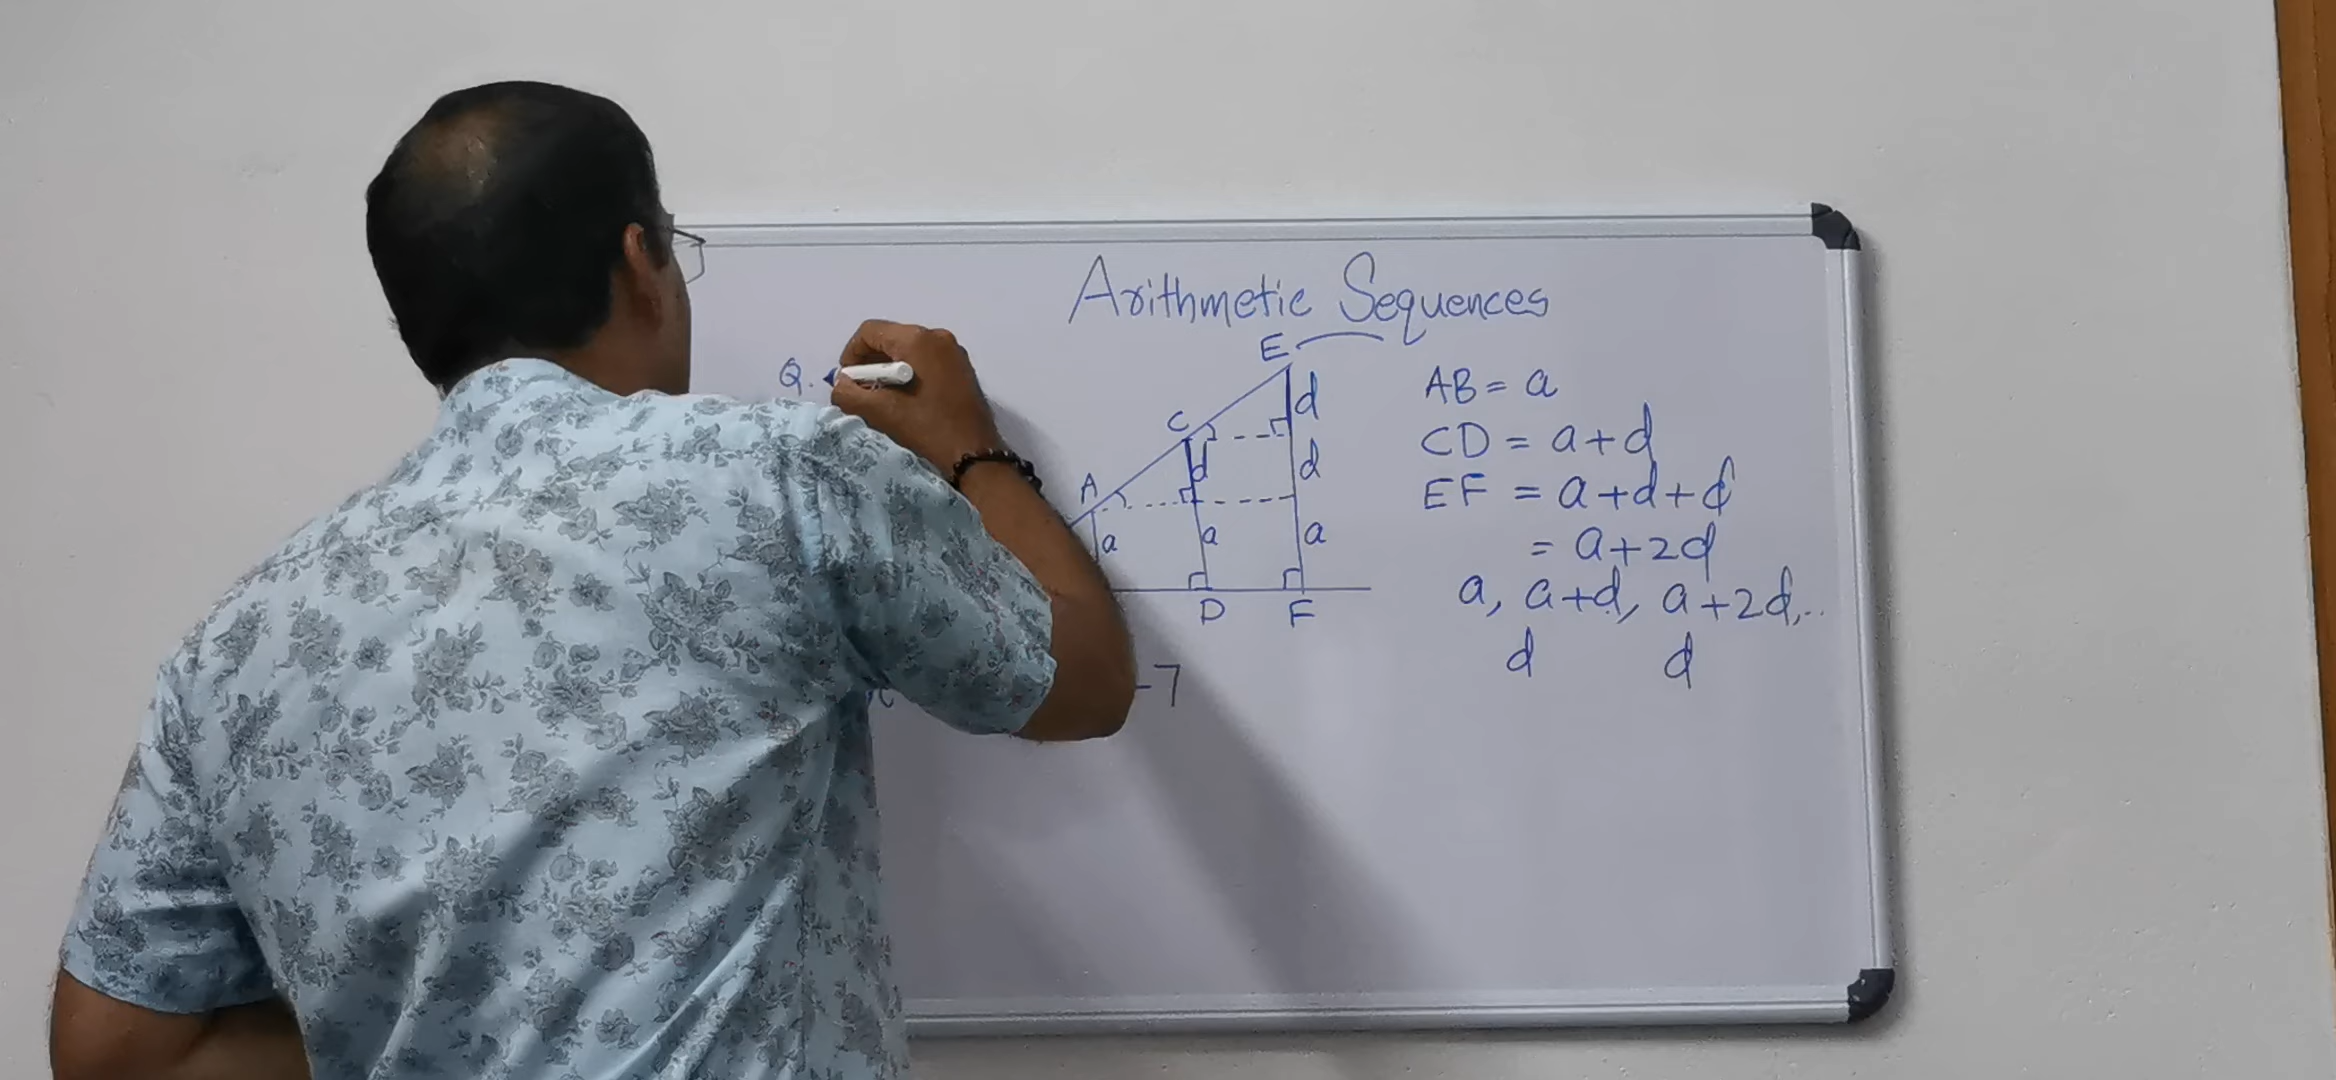 Arithmetic Sequences
Q.
E
C
A
d
d
d
a
a
a
D
F
AB = a
CD = a+d
EF = a+d+d
= a+2d
a, a+d, a+2d,..
d d
-7